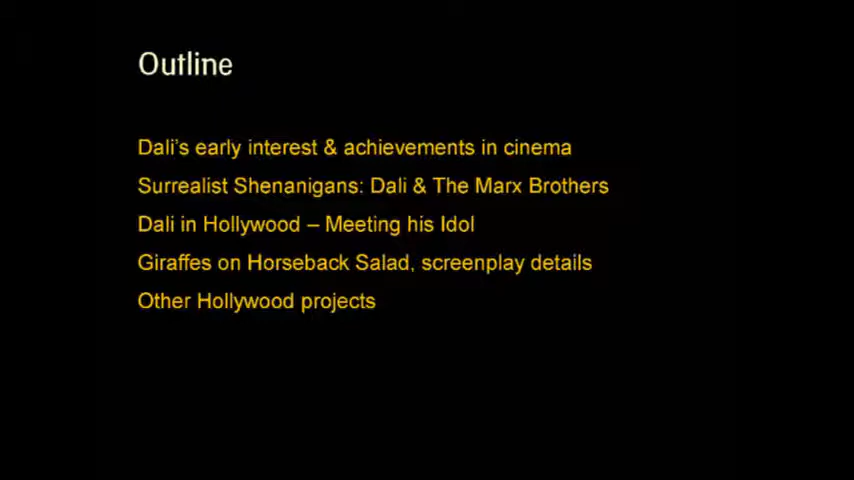 Outline
Dali's early interest & achievements in cinema
Surrealist Shenanigans: Dali & The Marx Brothers
Dali in Hollywood – Meeting his Idol
Giraffes on Horseback Salad, screenplay details
Other Hollywood projects